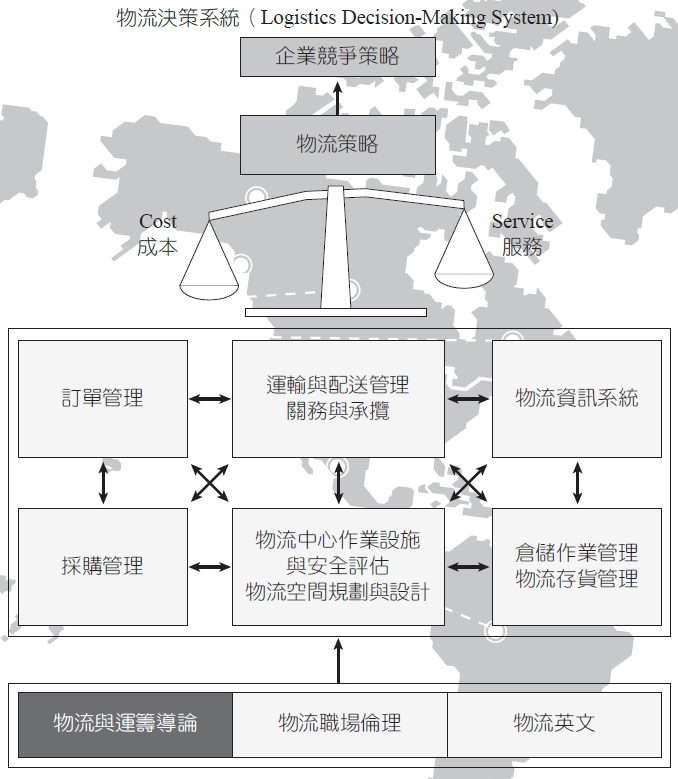 物流決策系統（Logistics Decision-Making System)
企業競爭策略
物流策略
Cost
成本
Service
服務
訂單管理
運輸與配送管理
關務與承攬
物流資訊系統
採購管理
物流中心作業設施
與安全評估
物流空間規劃與設計
倉儲作業管理
物流存貨管理
物流與運籌導論
物流職場倫理
物流英文